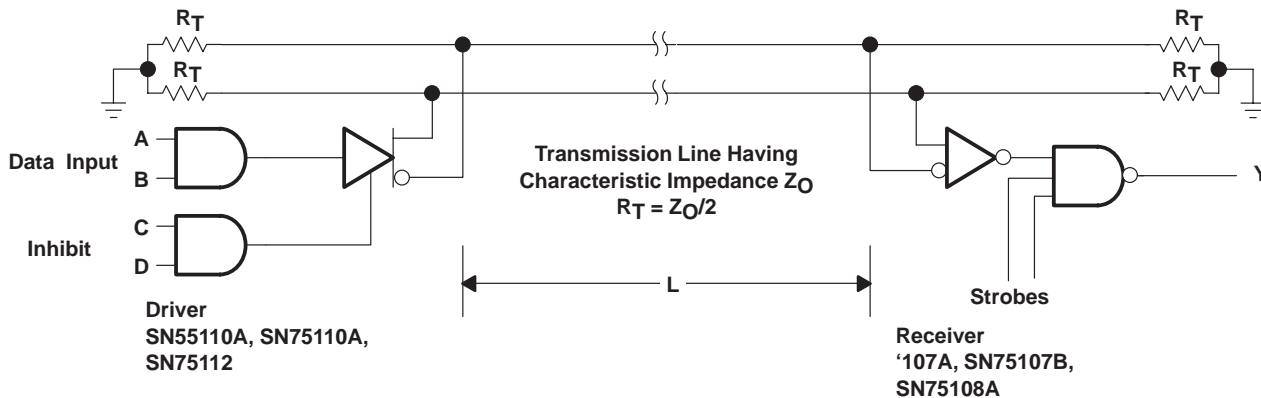 RT
RT
RT
RT
A
B
Data Input
C
D
Inhibit
Transmission Line Having
Characteristic Impedance ZO
RT = ZO/2
L
Y
Strobes
Driver
SN55110A, SN75110A,
SN75112
Receiver
‘107A, SN75107B,
SN75108A